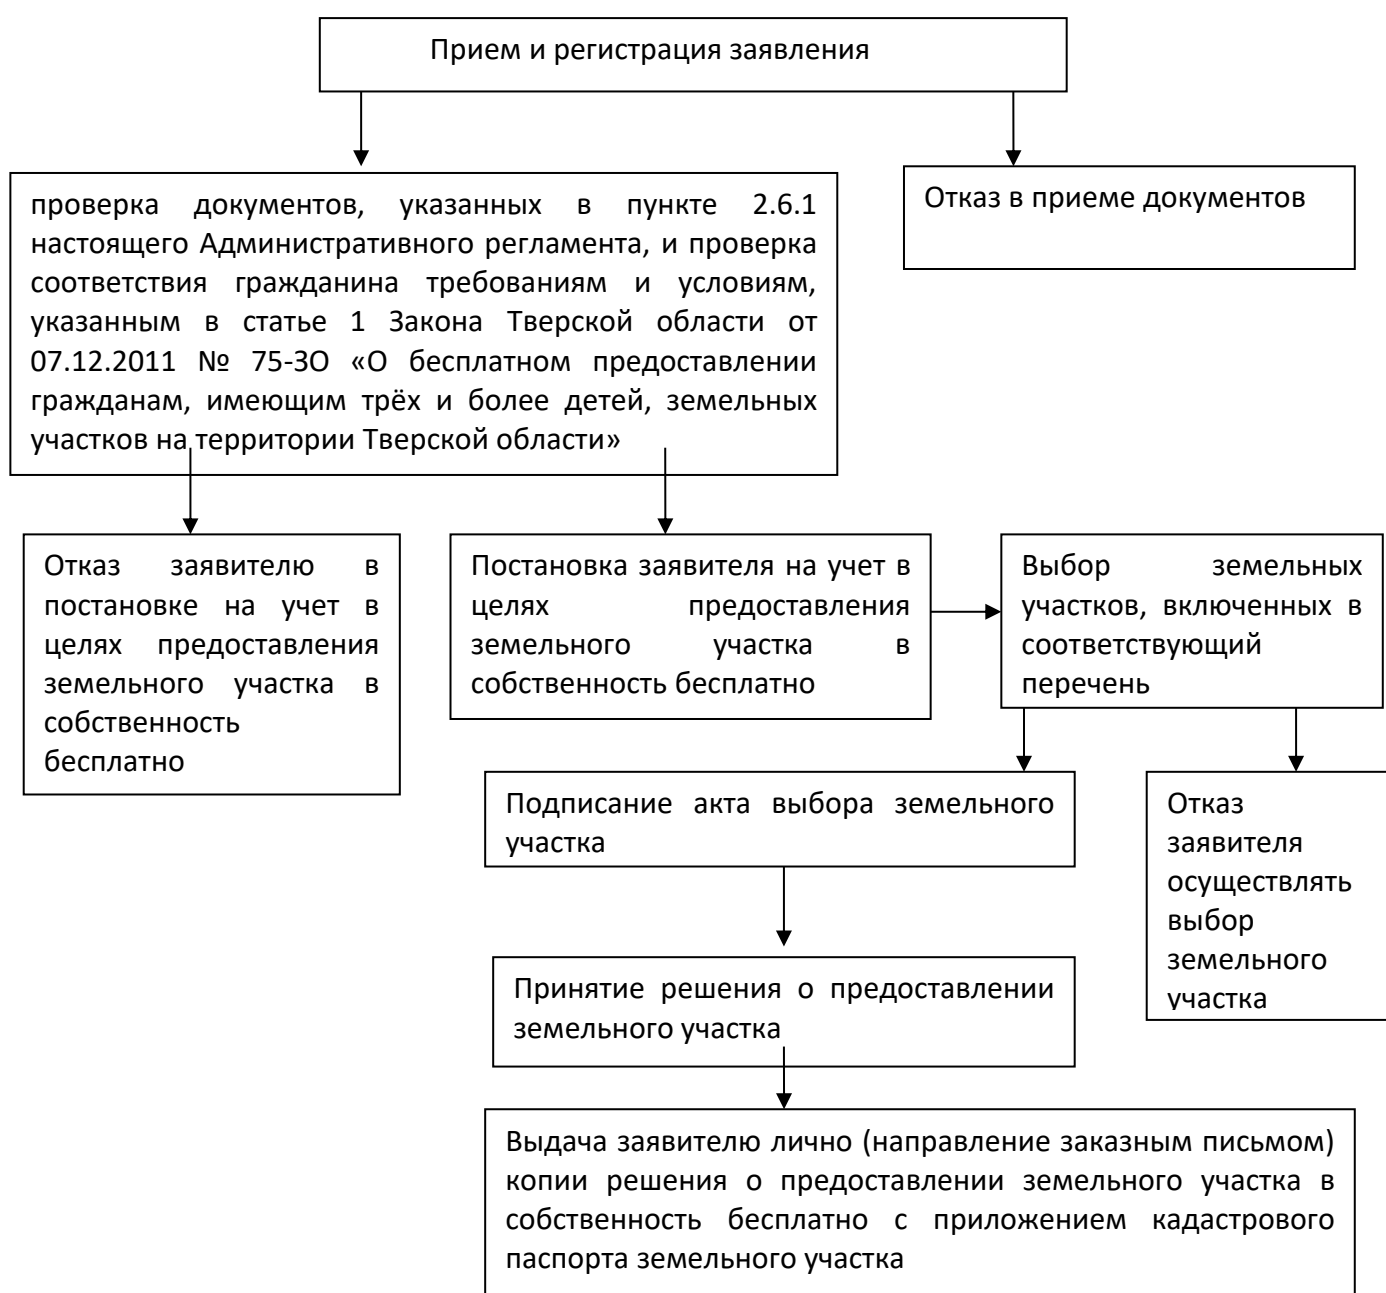 Прием и регистрация заявления
проверка документов, указанных в пункте 2.6.1
настоящего Административного регламента, и проверка
соответствия гражданина требованиям и условиям,
указанным в статье 1 Закона Тверской области от
07.12.2011 № 75-ЗО «О бесплатном предоставлении
гражданам, имеющим трёх и более детей, земельных
участков на территории Тверской области»
Отказ в приеме документов
Отказ заявителю в
постановке на учет в
целях предоставления
земельного участка в
собственность
бесплатно
Постановка заявителя на учет в
целях предоставления
земельного участка в
собственность бесплатно
Выбор земельных
участков, включенных в
соответствующий
перечень
Подписание акта выбора земельного
участка
Отказ
заявителя
осуществлять
выбор
земельного
участка
Принятие решения о предоставлении
земельного участка
Выдача заявителю лично (направление заказным письмом)
копии решения о предоставлении земельного участка в
собственность бесплатно с приложением кадастрового
паспорта земельного участка